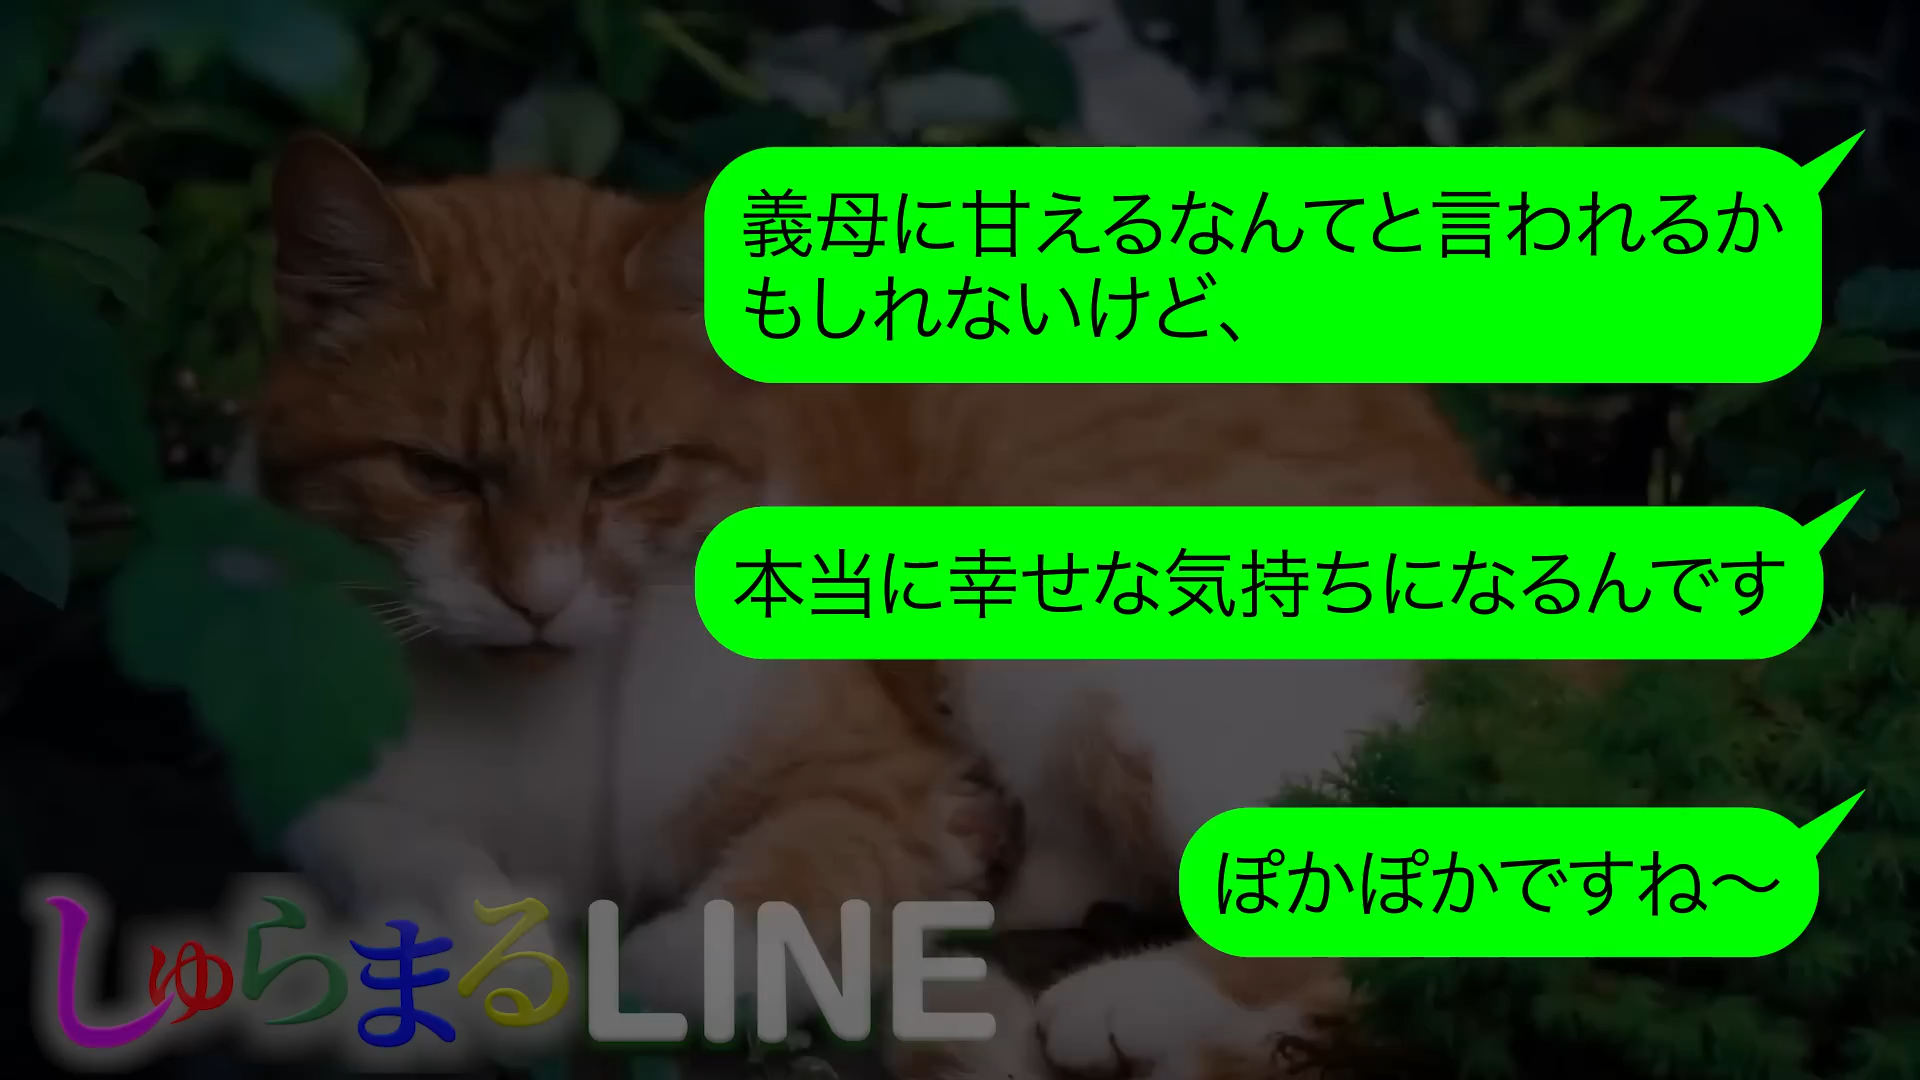 義母に甘えるなんてと言われるか
もしれないけど、
本当に幸せな気持ちになるんです
ぽかぽかですね～
しゅらまるLINE